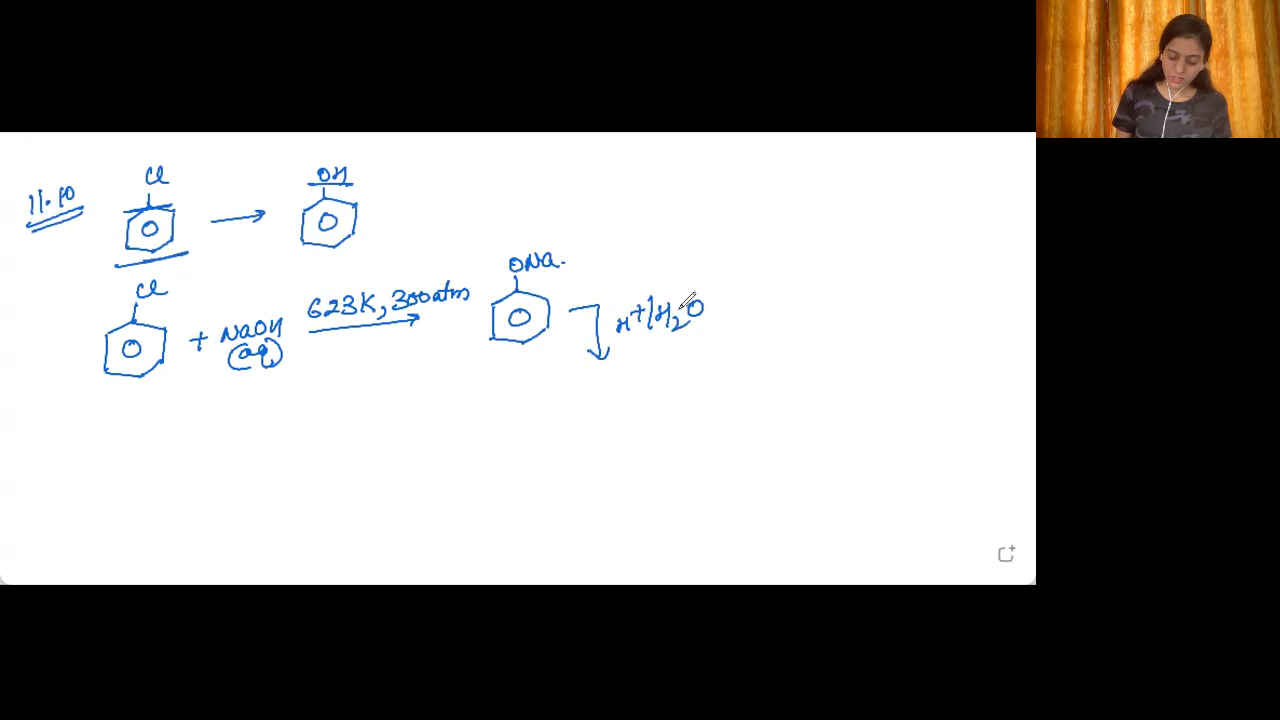 11.10
Cl → OH
Cl
+ NaOH
(aq)
623K, 300atm
ONa.
H+/H₂O